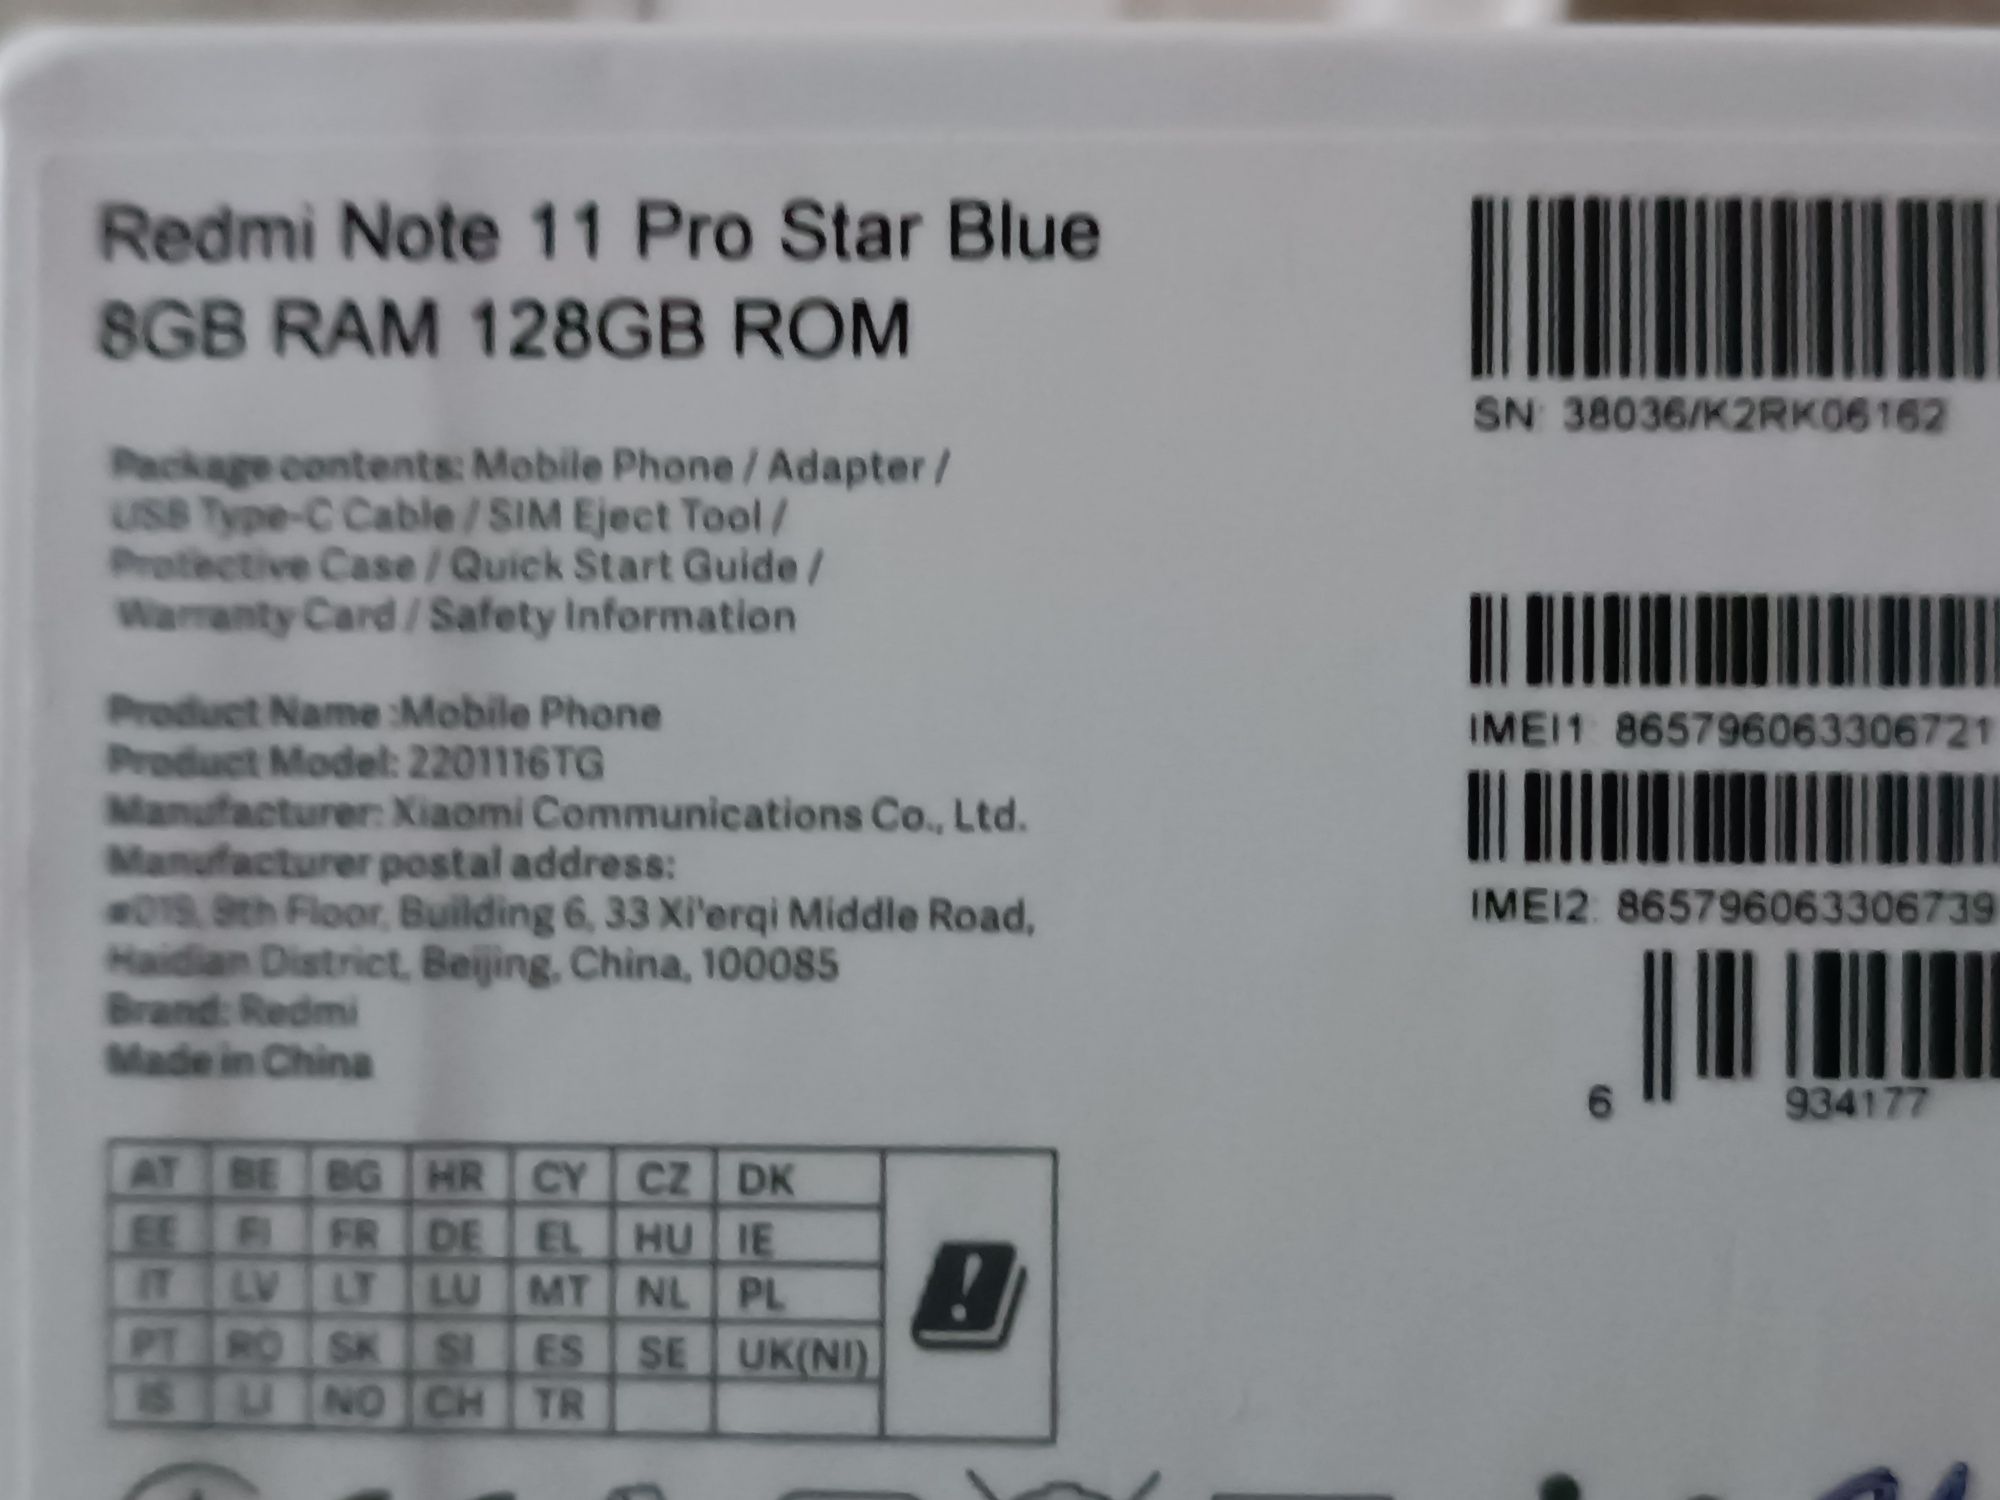 Redmi Note 11 Pro Star Blue
8GB RAM 128GB ROM
Package contents: Mobile Phone / Adapter /
USB Type-C Cable / SIM Eject Tool /
Protective Case / Quick Start Guide /
Warranty Card / Safety Information
Product Name :Mobile Phone
Product Model: 2201116TG
Manufacturer: Xiaomi Communications Co., Ltd.
Manufacturer postal address:
#019, 9th Floor, Building 6, 33 Xi'erqi Middle Road,
Haidian District, Beijing, China, 100085
Brand: Redmi
Made in China
AT BE BG HR CY CZ DK
EE FI FR DE EL HU IE
IT LV LT LU MT NL PL
PT RO SK SI ES SE UK(NI)
IS LI NO CH TR
SN: 38036/K2RK06162
IMEI1: 865796063306721
IMEI2: 865796063306739
6 934177